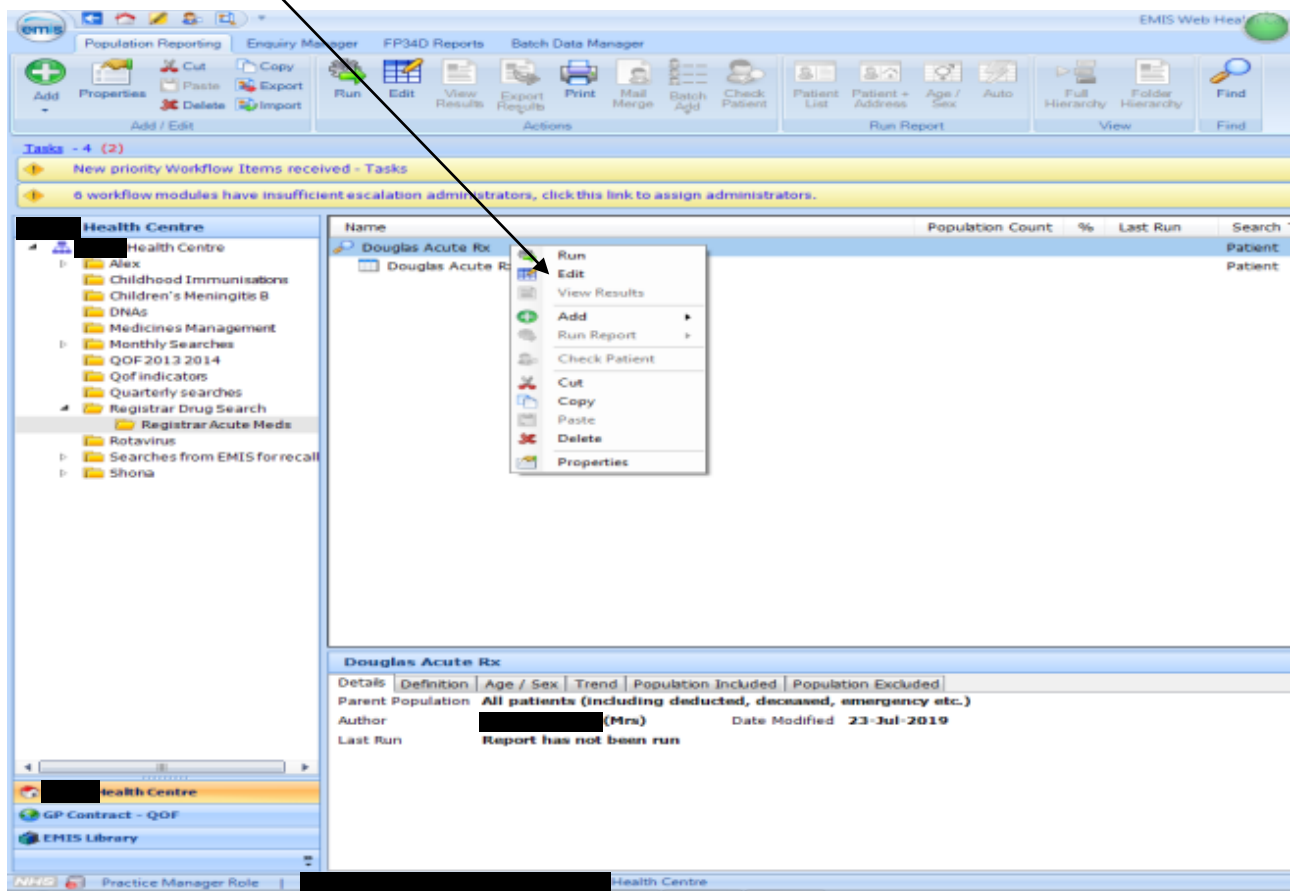 emis
EMIS Web Heal
Population Reporting Enquiry Manager FP34D Reports Batch Data Manager
Add
Properties
Cut
Paste
Delete
Copy
Export
Import
Add / Edit
Run
Edit
View Results
Export Results
Print
Mail Merge
Batch Add
Check Patient
Actions
Patient List
Patient + Address
Age / Sex
Auto
Run Report
Full Hierarchy
Folder Hierarchy
View
Find
Find
Tasks - 4 (2)
New priority Workflow Items received - Tasks
6 workflow modules have insufficient escalation administrators, click this link to assign administrators.
Health Centre
Health Centre
Alex
Childhood Immunisations
Children's Meningitis B
DNAs
Medicines Management
Monthly Searches
QOF 2013 2014
Qof indicators
Quarterly searches
Registrar Drug Search
Registrar Acute Meds
Rotavirus
Searches from EMIS for recall
Shona
Name Population Count % Last Run Search
Douglas Acute Rx Patient
Douglas Acute R Patient
Run
Edit
View Results
Add
Run Report
Check Patient
Cut
Copy
Paste
Delete
Properties
Douglas Acute Rx
Details Definition Age / Sex Trend Population Included Population Excluded
Parent Population All patients (including deducted, deceased, emergency etc.)
Author (Mrs) Date Modified 23-Jul-2019
Last Run Report has not been run
Health Centre
GP Contract - QOF
EMIS Library
NHS Practice Manager Role | Health Centre